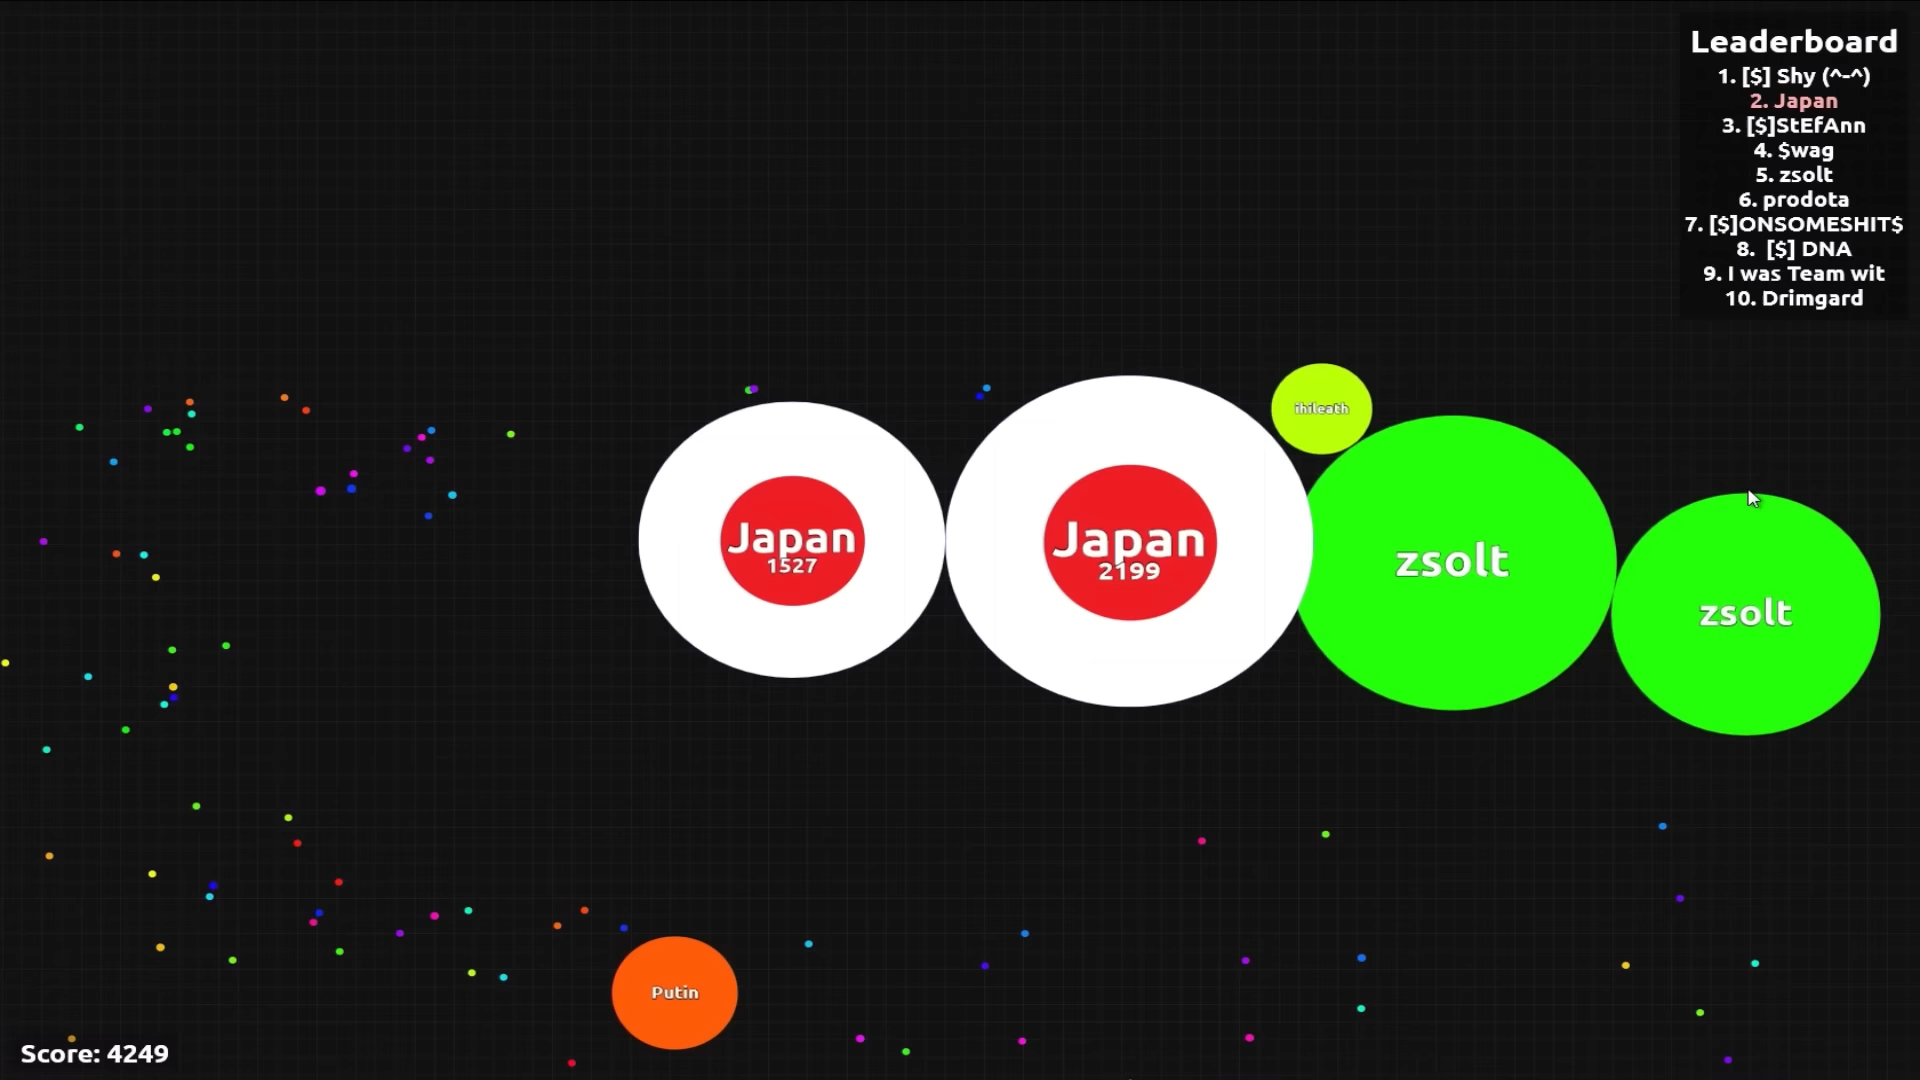 Leaderboard
1. [$] Shy (^-^)
2. Japan
3. [$]StEfAnn
4. $wag
5. zsolt
6. prodota
7. [$]ONSOMESHIT$
8. [$] DNA
9. I was Team wit
10. Drimgard
ihileath
Japan
1527
Japan
2199
zsolt
zsolt
Putin
Score: 4249